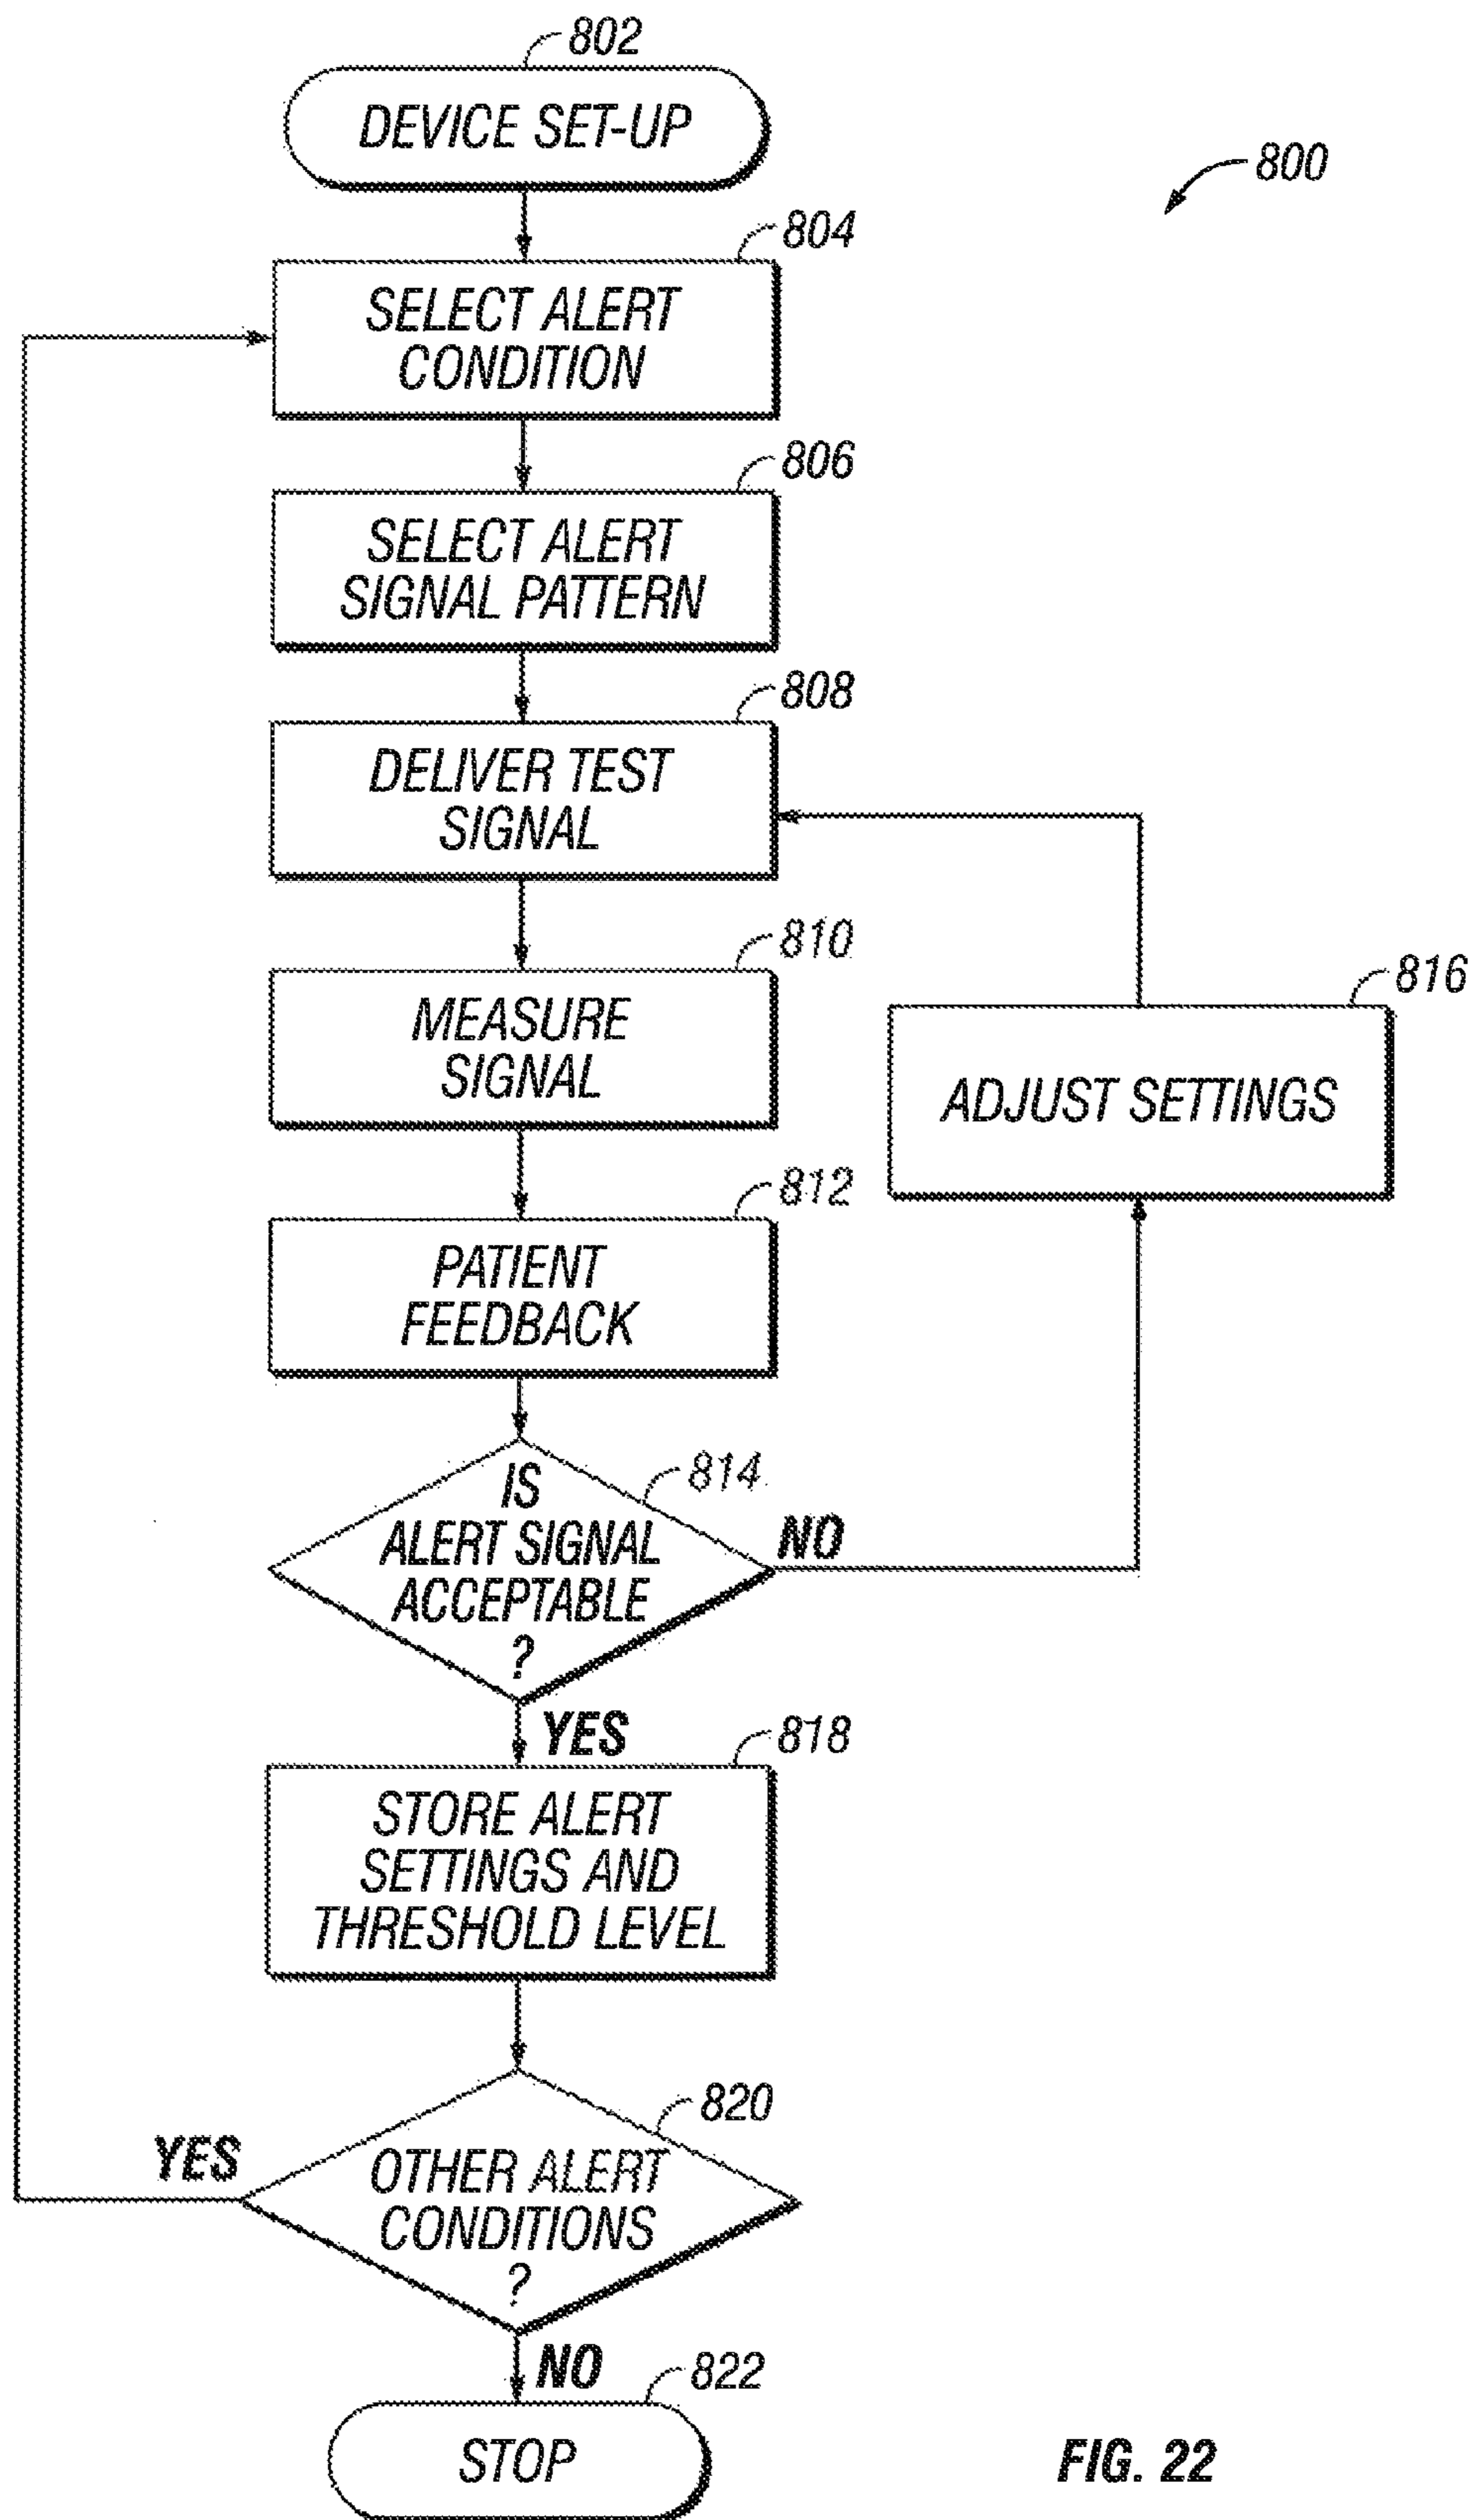 802
DEVICE SET-UP
800
804
SELECT ALERT
CONDITION
806
SELECT ALERT
SIGNAL PATTERN
808
DELIVER TEST
SIGNAL
810
MEASURE
SIGNAL
816
ADJUST SETTINGS
812
PATIENT
FEEDBACK
814
IS
ALERT SIGNAL
ACCEPTABLE
?
NO
YES
818
STORE ALERT
SETTINGS AND
THRESHOLD LEVEL
820
YES
OTHER ALERT
CONDITIONS
?
NO
822
STOP
FIG. 22